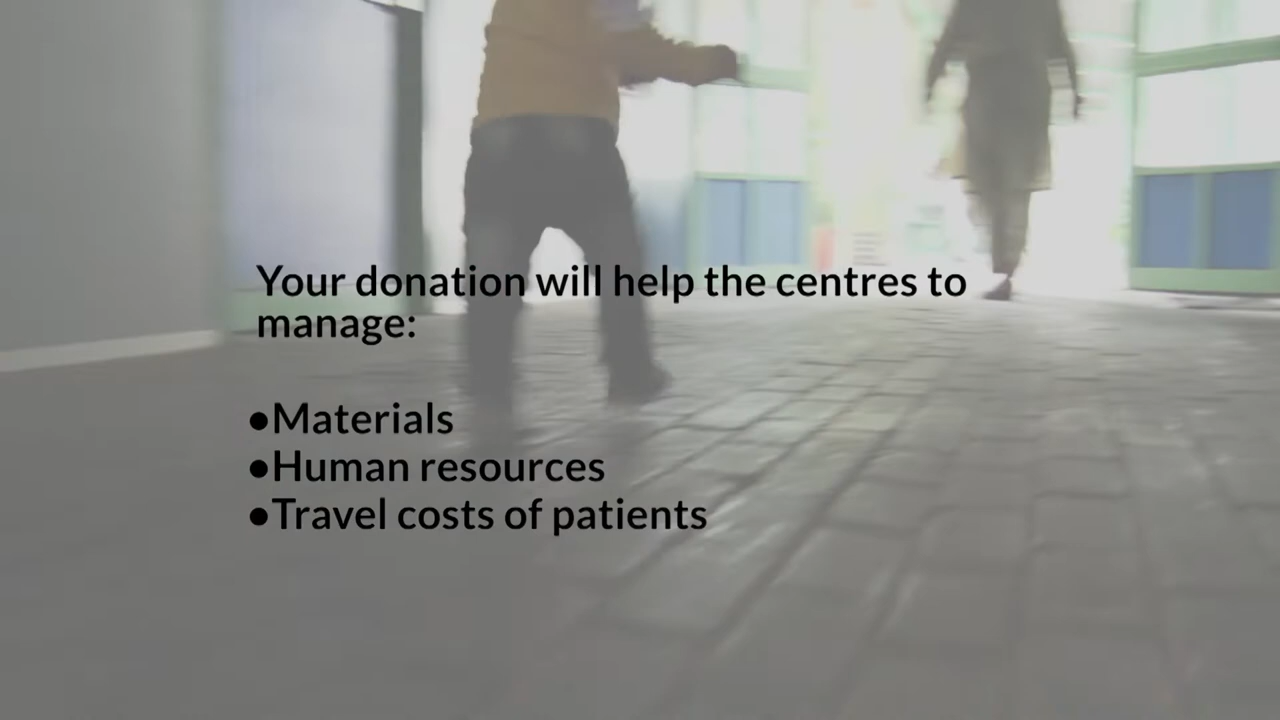 Your donation will help the centres to
manage:
●Materials
●Human resources
●Travel costs of patients